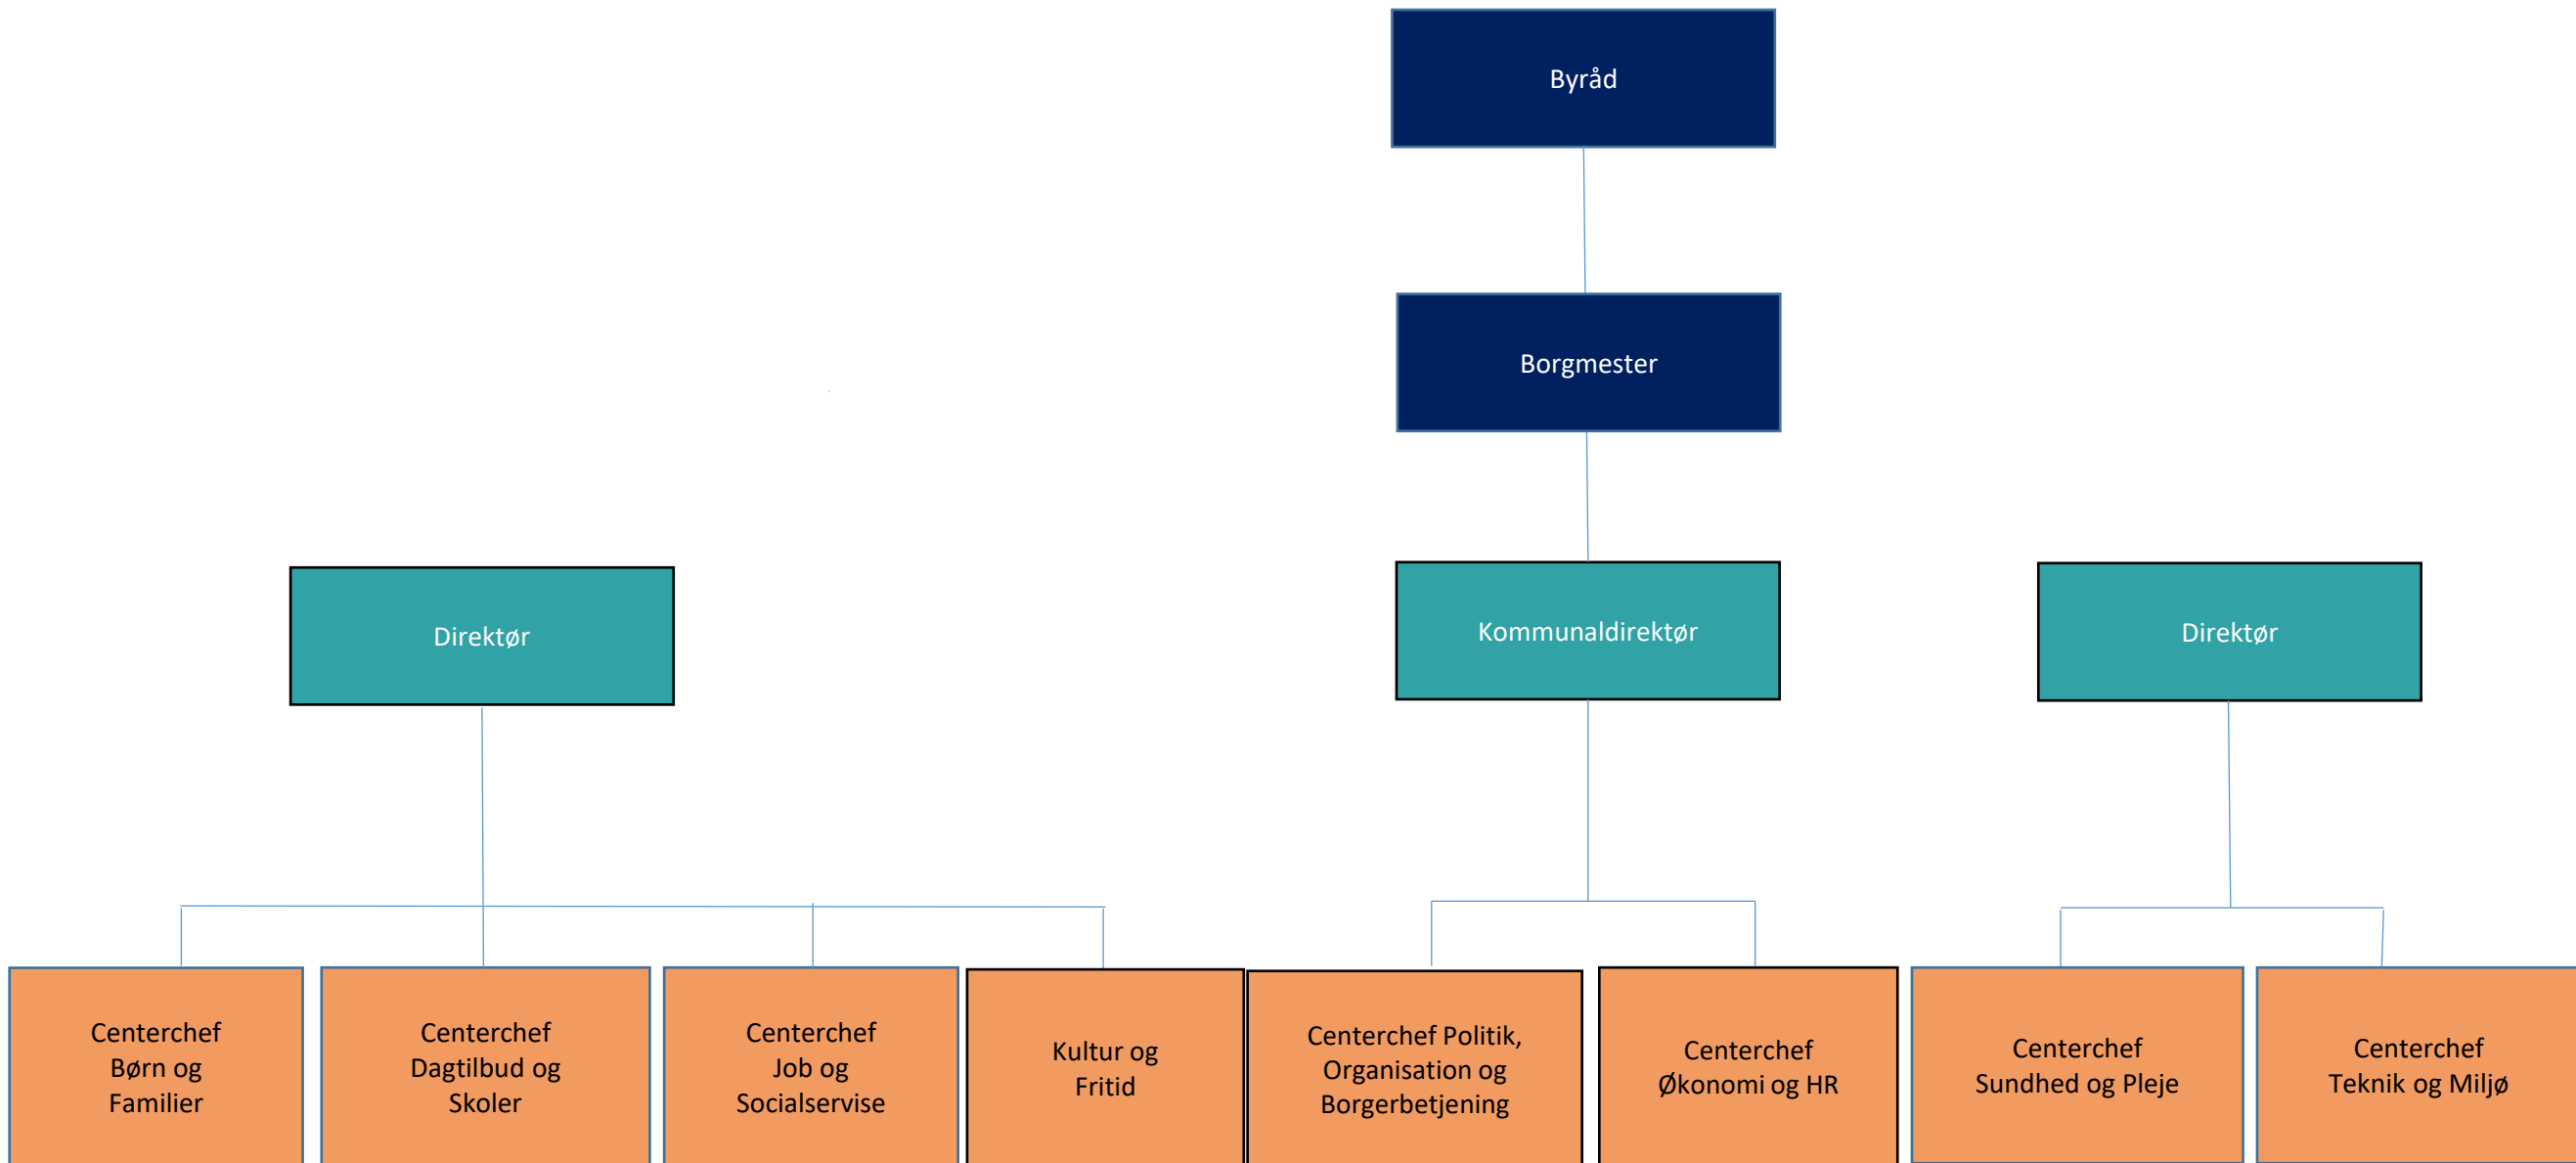 Byråd
Borgmester
Direktør
Kommunaldirektør
Direktør
Centerchef
Børn og
Familier
Centerchef
Dagtilbud og
Skoler
Centerchef
Job og
Socialservise
Kultur og
Fritid
Centerchef Politik,
Organisation og
Borgerbetjening
Centerchef
Økonomi og HR
Centerchef
Sundhed og Pleje
Centerchef
Teknik og Miljø